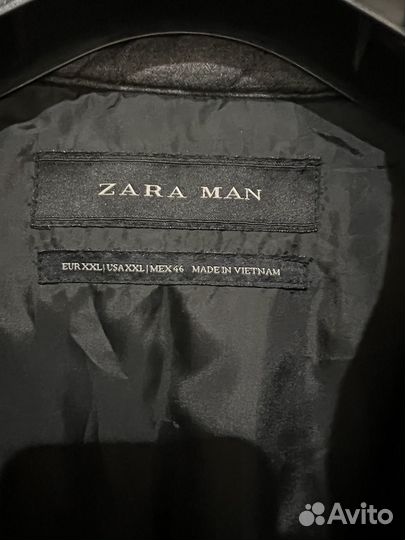 ZARA MAN
EUR XXL | USA XXL | MEX 46 MADE IN VIETNAM
Avito